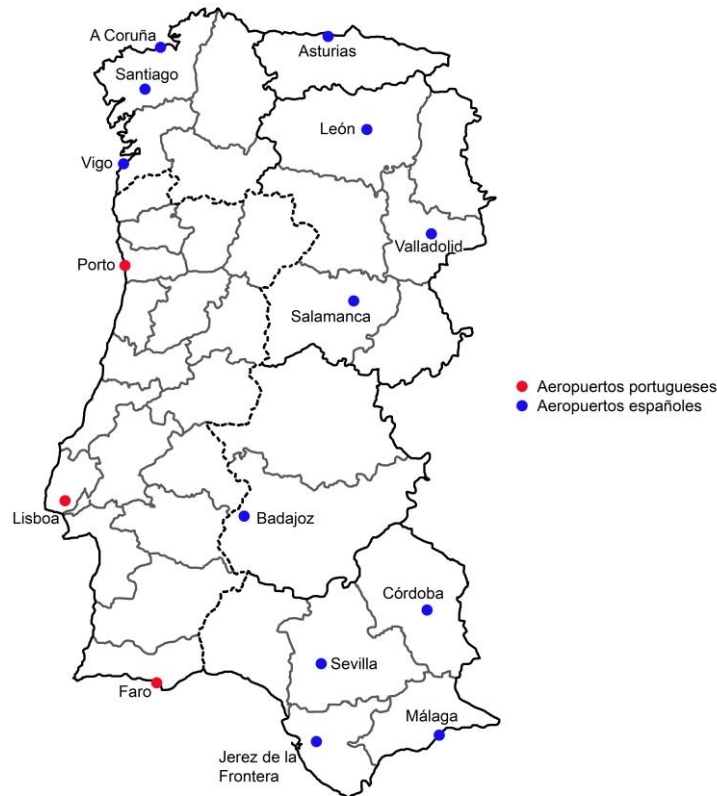 A Coruña
Asturias
Santiago
León
Vigo
Valladolid
Porto
Salamanca
Aeropuertos portugueses
Aeropuertos españoles
Lisboa
Badajoz
Córdoba
Sevilla
Faro
Málaga
Jerez de la
Frontera